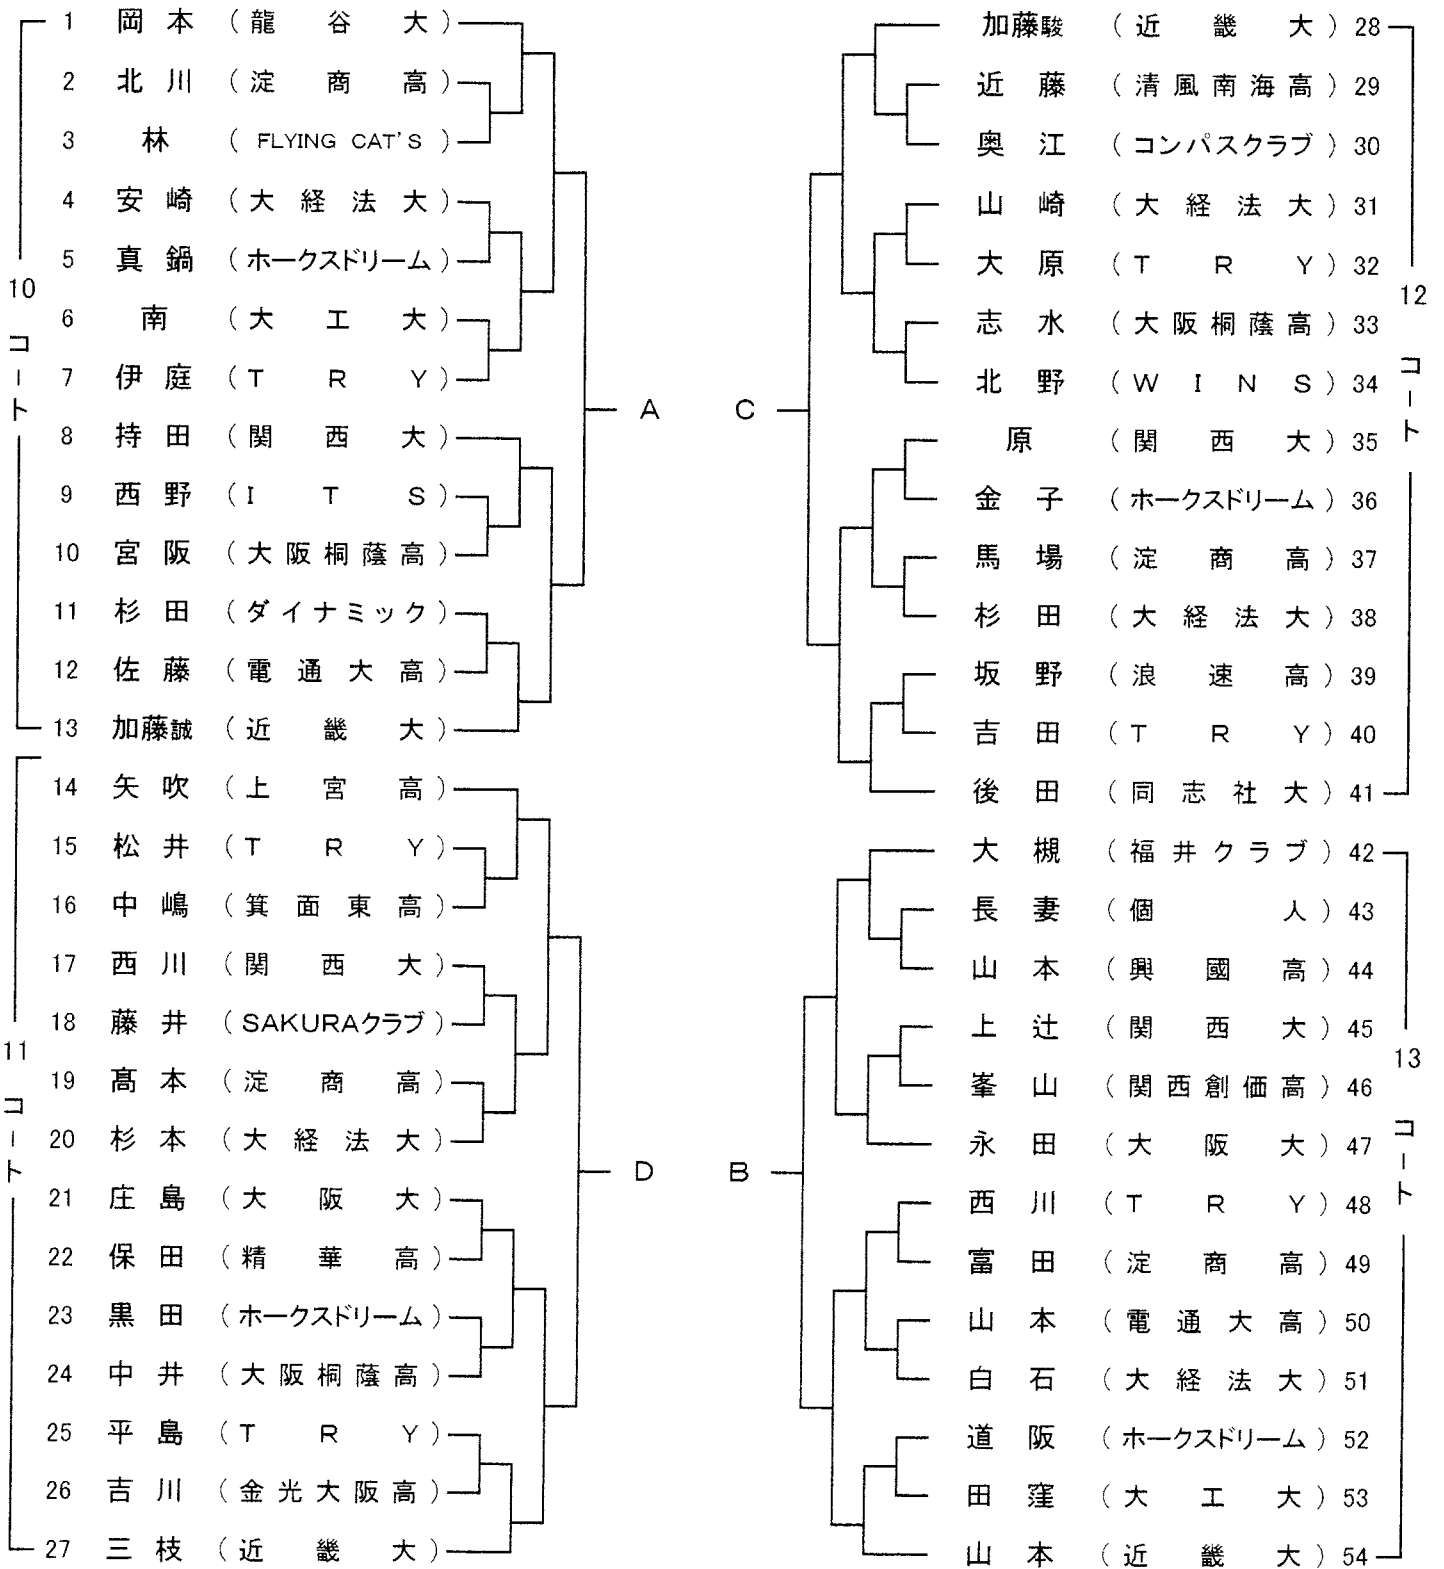 1 岡本 (龍谷大)
2 北川 (淀商高)
3 林 (FLYING CAT'S)
4 安崎 (大経法大)
5 真鍋 (ホークスドリーム)
10コート
6 南 (大工大)
7 伊庭 (TRY)
A
8 持田 (関西大)
9 西野 (ITS)
10 宮阪 (大阪桐蔭高)
11 杉田 (ダイナミック)
12 佐藤 (電通大高)
13 加藤誠 (近畿大)
14 矢吹 (上宮高)
15 松井 (TRY)
16 中嶋 (箕面東高)
17 西川 (関西大)
18 藤井 (SAKURAクラブ)
11コート
19 髙本 (淀商高)
20 杉本 (大経法大)
D
21 庄島 (大阪大)
22 保田 (精華高)
23 黒田 (ホークスドリーム)
24 中井 (大阪桐蔭高)
25 平島 (TRY)
26 吉川 (金光大阪高)
27 三枝 (近畿大)
加藤駿 (近畿大) 28
近藤 (清風南海高) 29
奥江 (コンパスクラブ) 30
山崎 (大経法大) 31
大原 (TRY) 32
12コート
志水 (大阪桐蔭高) 33
北野 (WINS) 34
C
原 (関西大) 35
金子 (ホークスドリーム) 36
馬場 (淀商高) 37
杉田 (大経法大) 38
坂野 (浪速高) 39
吉田 (TRY) 40
後田 (同志社大) 41
大槻 (福井クラブ) 42
長妻 (個人) 43
山本 (興國高) 44
上辻 (関西大) 45
13コート
峯山 (関西創価高) 46
永田 (大阪大) 47
B
西川 (TRY) 48
富田 (淀商高) 49
山本 (電通大高) 50
白石 (大経法大) 51
道阪 (ホークスドリーム) 52
田窪 (大工大) 53
山本 (近畿大) 54